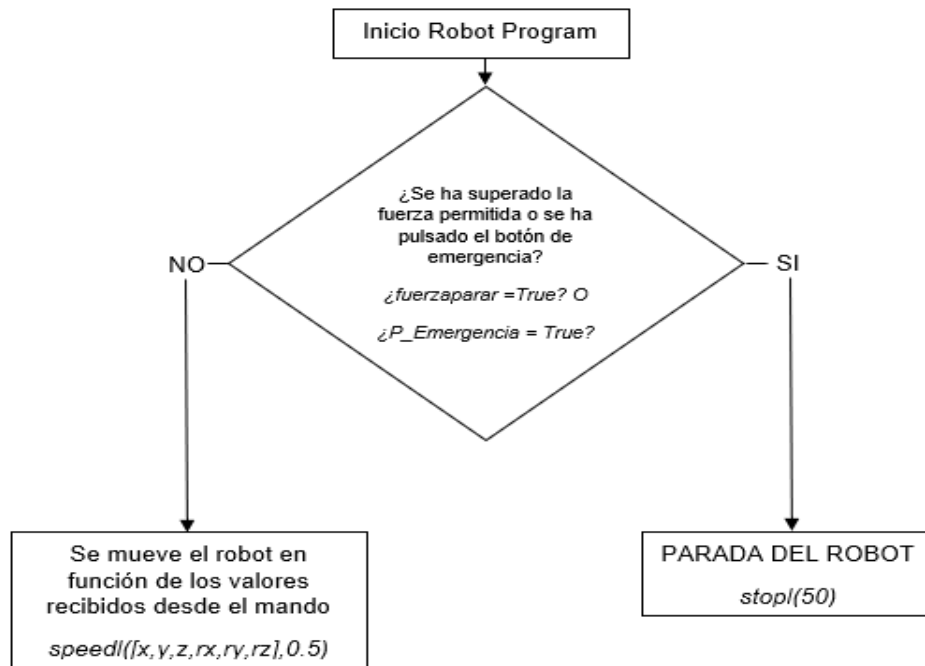 Inicio Robot Program
¿Se ha superado la
fuerza permitida o se ha
pulsado el botón de
emergencia?
¿fuerzaparar =True? O
¿P_Emergencia = True?
NO
SI
Se mueve el robot en
función de los valores
recibidos desde el mando
speedl([x,y,z,rx,ry,rz],0.5)
PARADA DEL ROBOT
stopl(50)